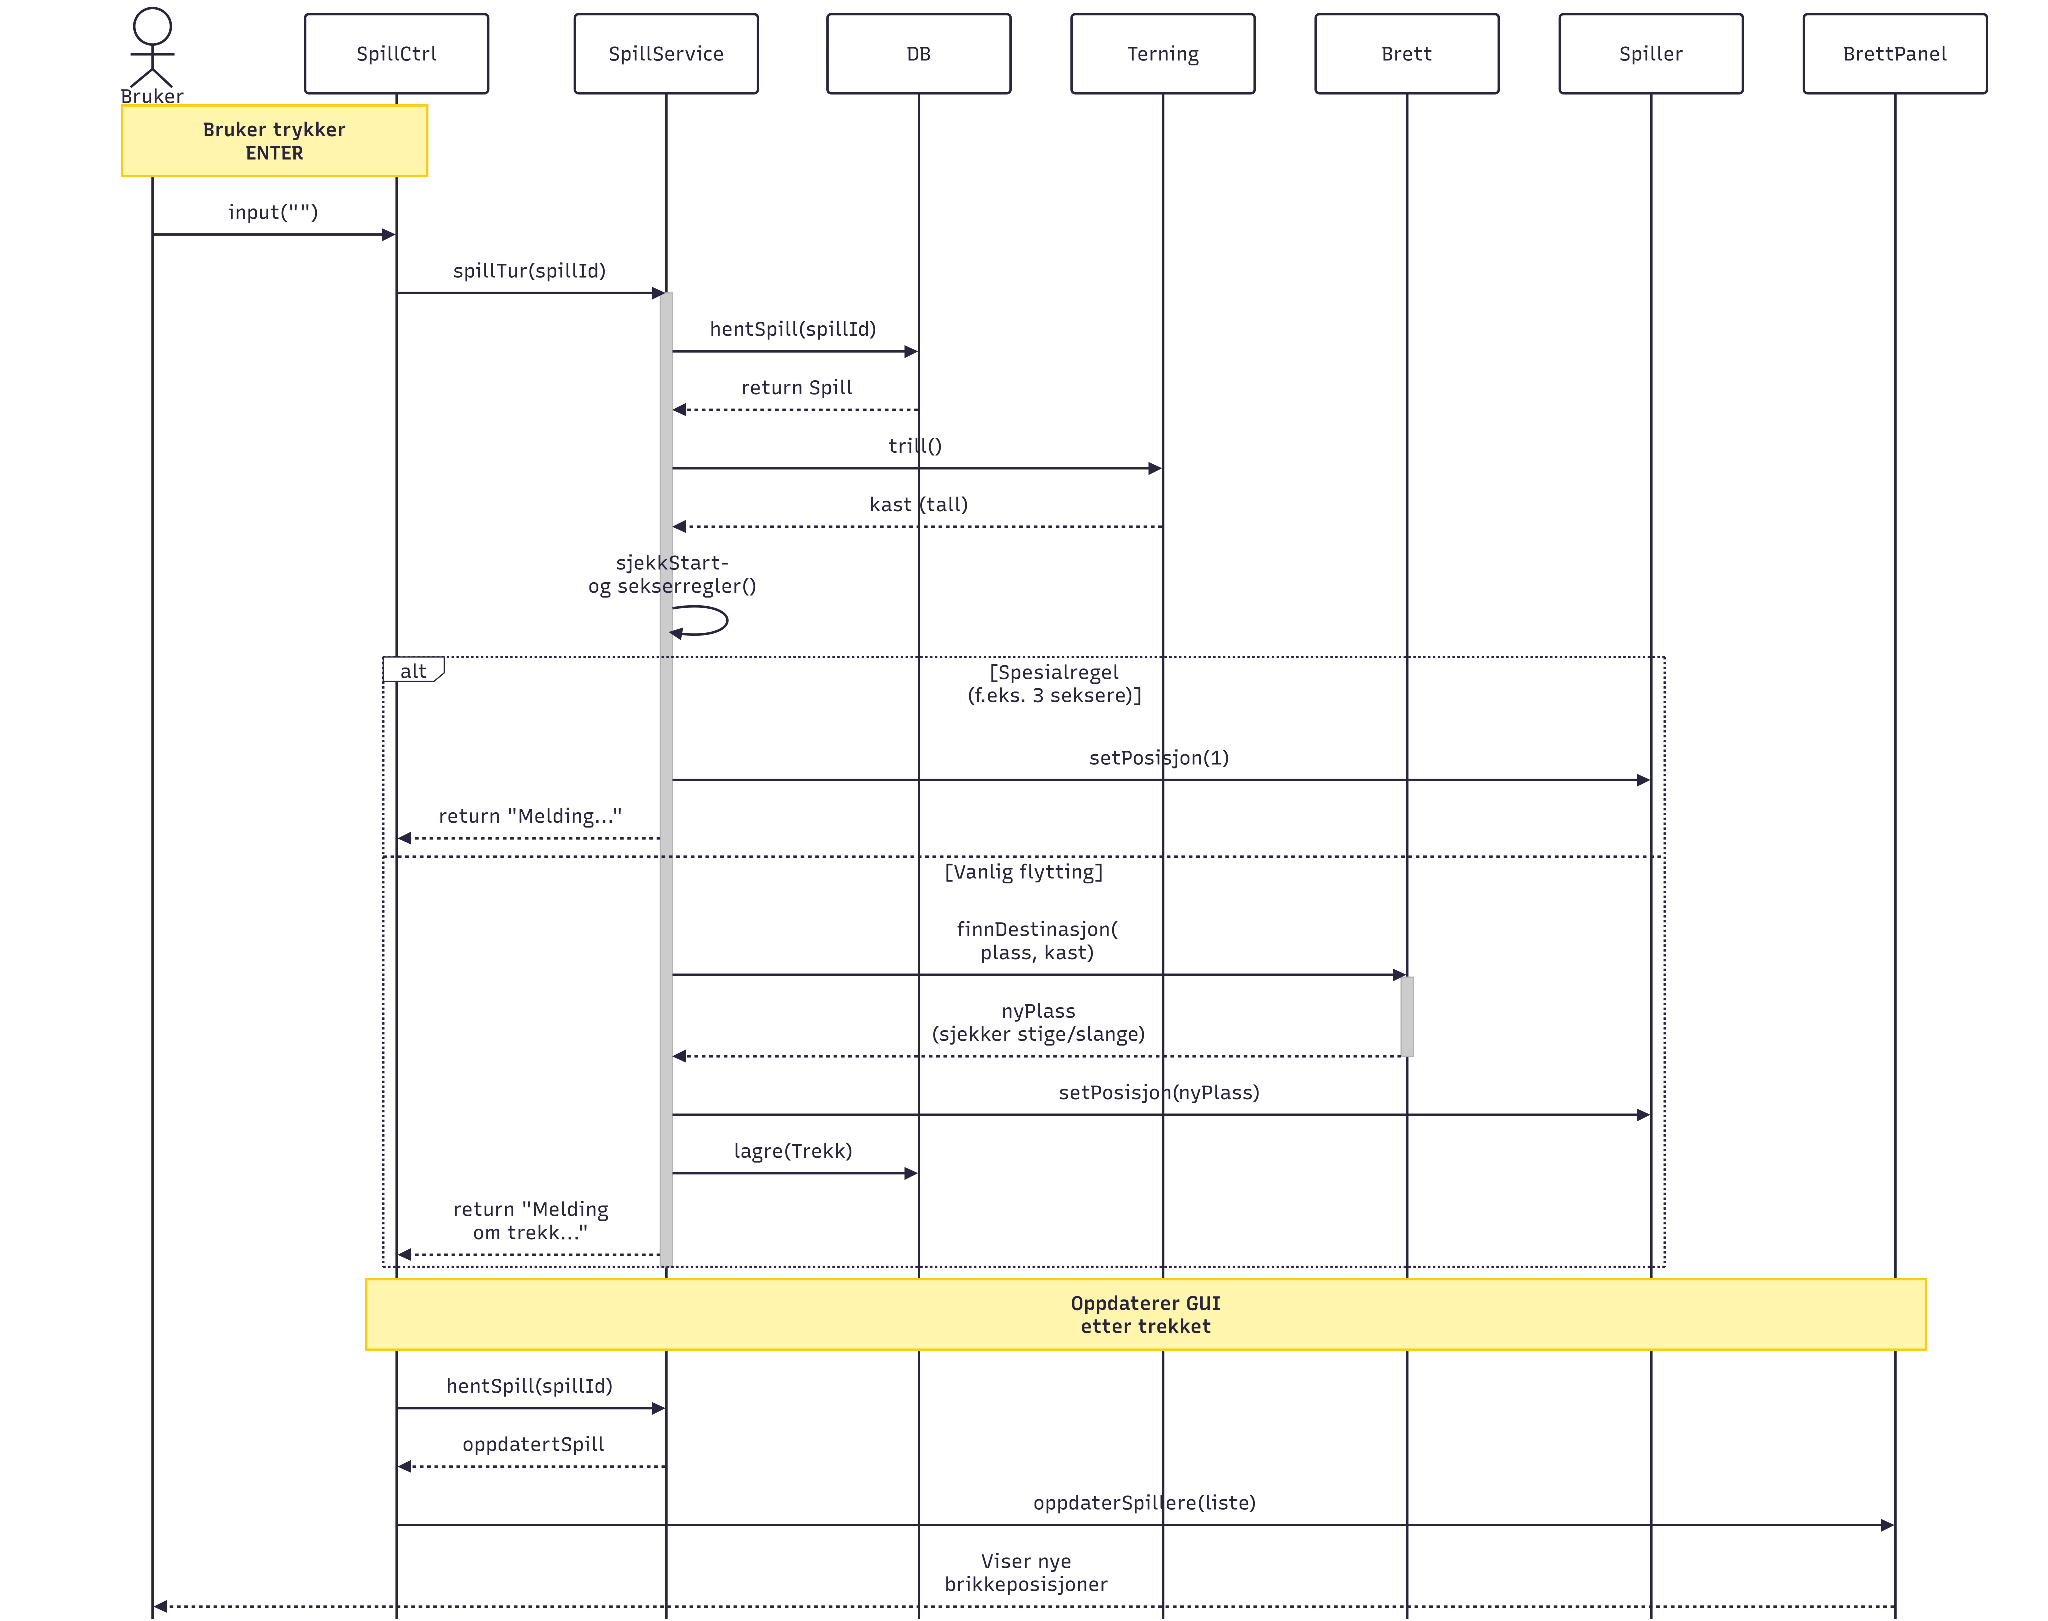 SpillCtrl
SpillService
DB
Terning
Brett
Spiller
BrettPanel
Bruker
Bruker trykker
ENTER
input("")
spillTur(spillId)
hentSpill(spillId)
return Spill
trill()
kast (tall)
sjekkStart-
og sekserregler()
alt
[Spesialregel
(f.eks. 3 seksere)]
setPosisjon(1)
return "Melding..."
[Vanlig flytting]
finnDestinasjon(
plass, kast)
nyPlass
(sjekker stige/slange)
setPosisjon(nyPlass)
lagre(Trekk)
return "Melding
om trekk..."
Oppdaterer GUI
etter trekket
hentSpill(spillId)
oppdatertSpill
oppdaterSpillere(liste)
Viser nye
brikkeposisjoner